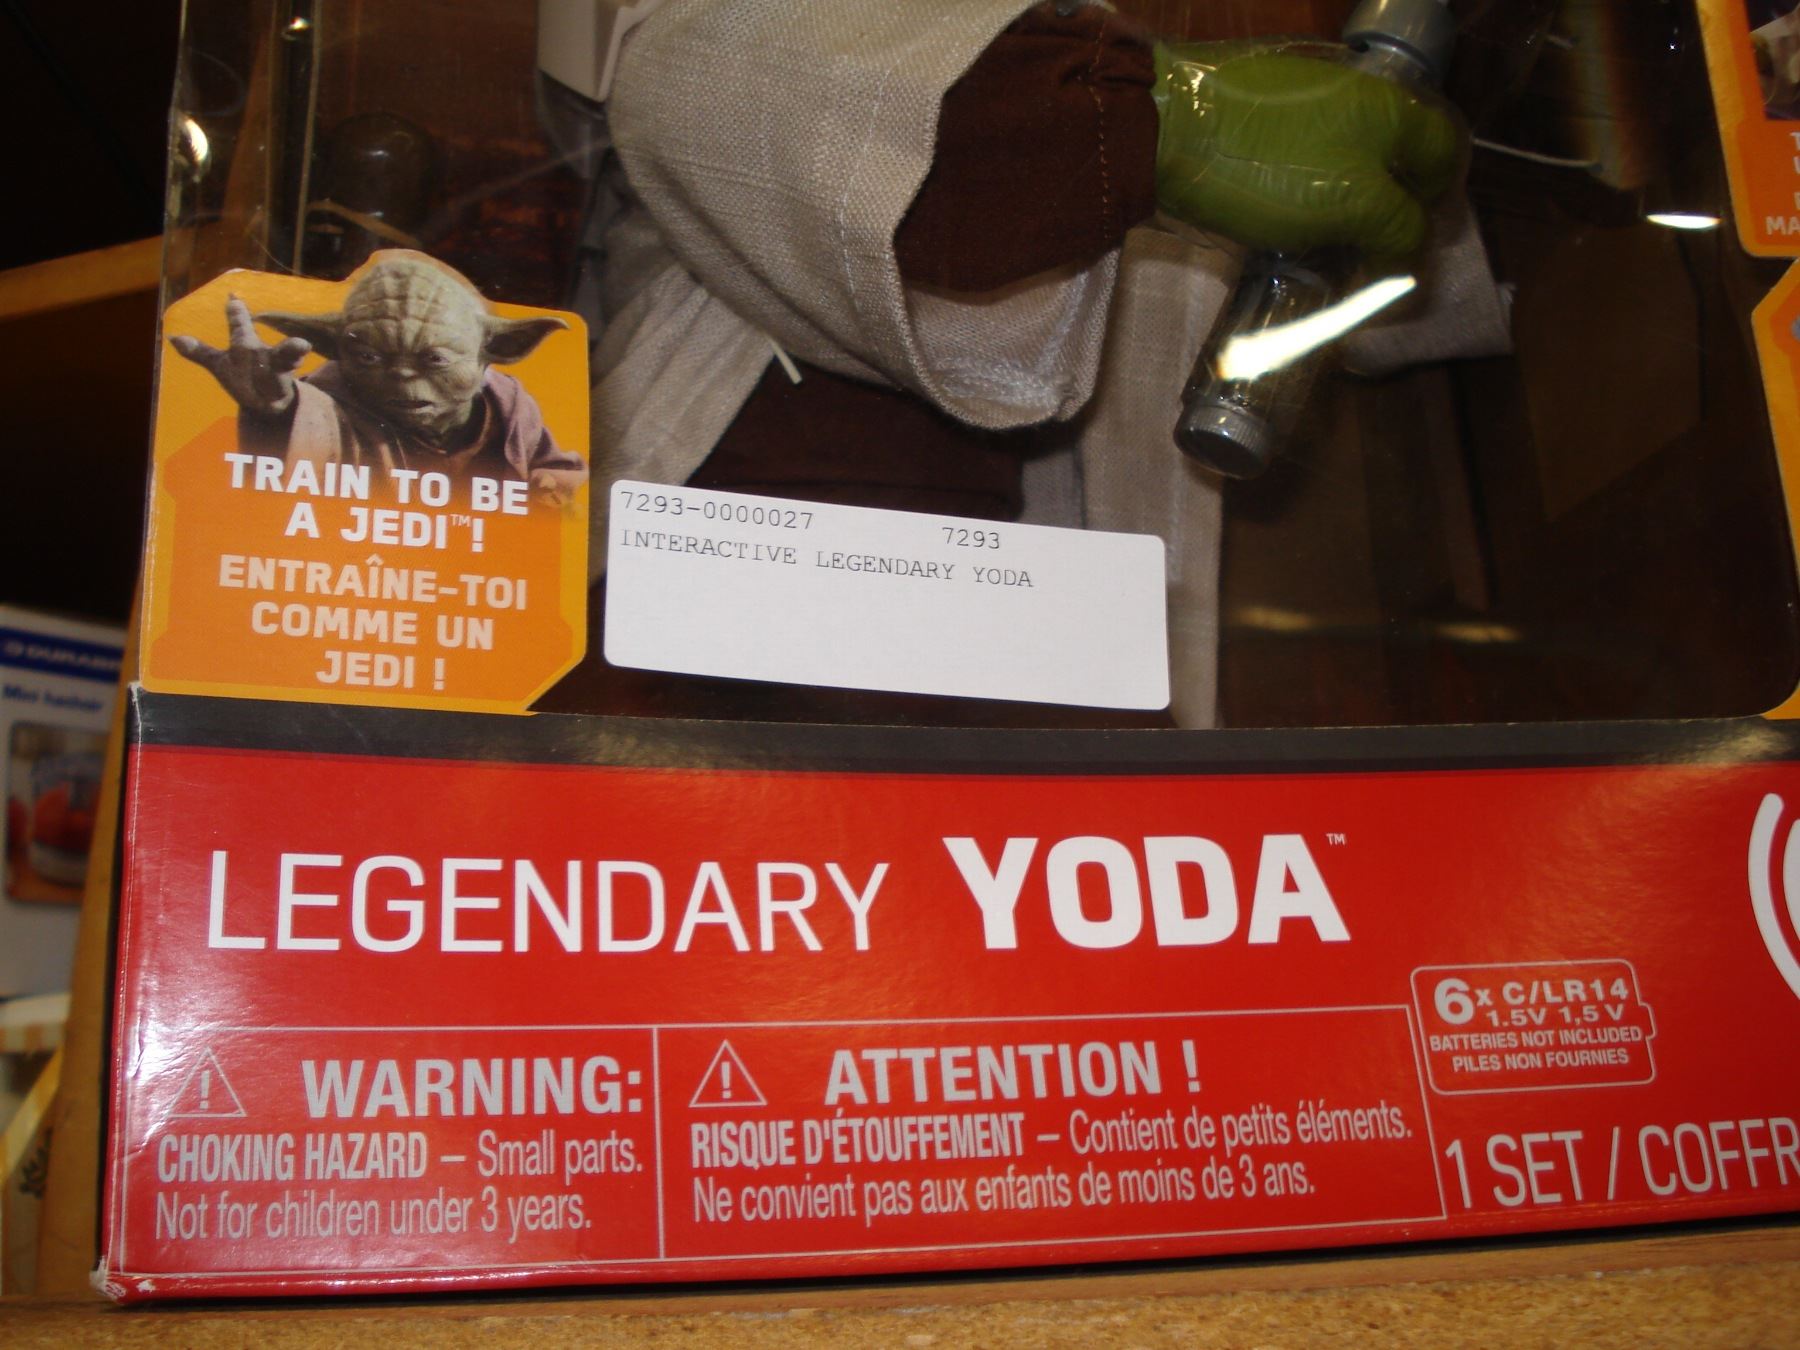 TRAIN TO BE
A JEDI™!
ENTRAÎNE-TOI
COMME UN
JEDI !
7293-0000027 7293
INTERACTIVE LEGENDARY YODA
LEGENDARY YODA™
WARNING:
CHOKING HAZARD – Small parts.
Not for children under 3 years.
ATTENTION !
RISQUE D'ÉTOUFFEMENT – Contient de petits éléments.
Ne convient pas aux enfants de moins de 3 ans.
6x C/LR14
1.5V 1,5 V
BATTERIES NOT INCLUDED
PILES NON FOURNIES
1 SET / COFFR
MA